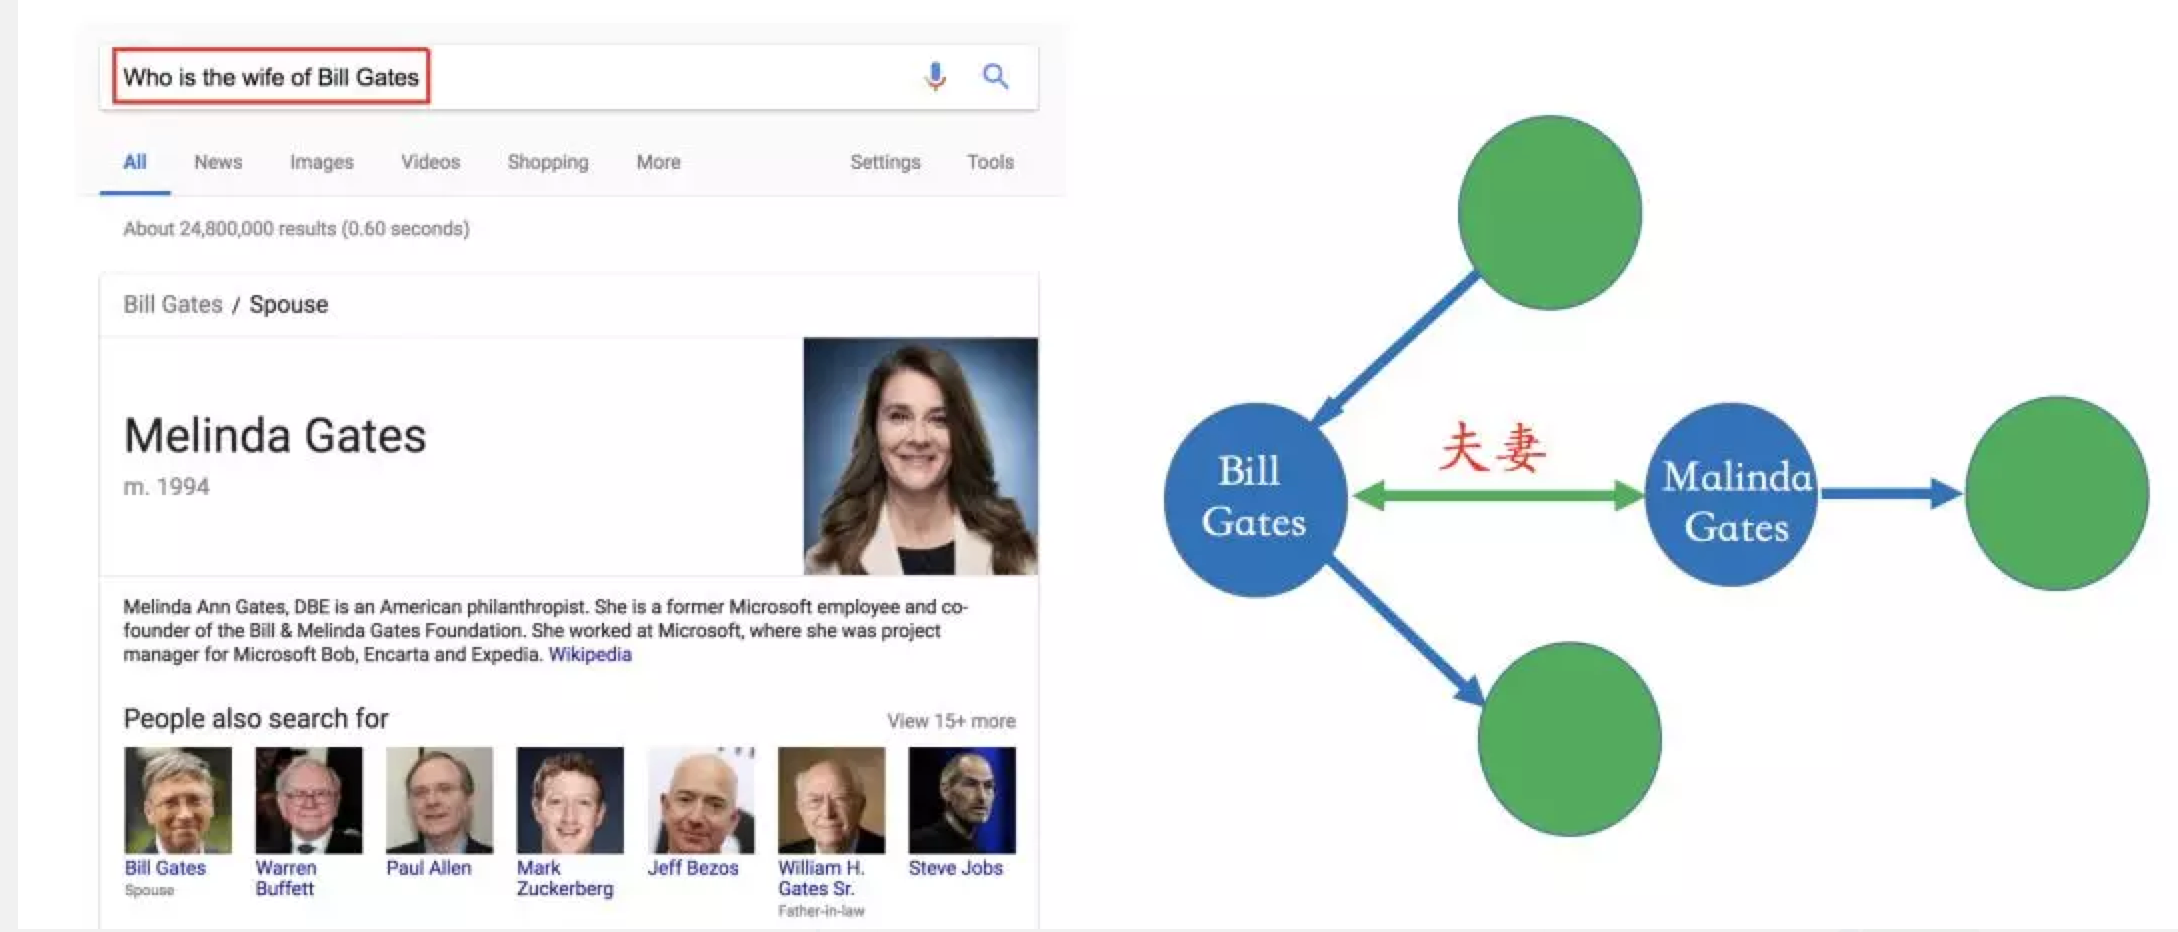 Who is the wife of Bill Gates
All News Images Videos Shopping More Settings Tools
About 24,800,000 results (0.60 seconds)
Bill Gates / Spouse
Melinda Gates
m. 1994
Melinda Ann Gates, DBE is an American philanthropist. She is a former Microsoft employee and co-
founder of the Bill & Melinda Gates Foundation. She worked at Microsoft, where she was project
manager for Microsoft Bob, Encarta and Expedia. Wikipedia
People also search for View 15+ more
Bill Gates
Spouse
Warren
Buffett
Paul Allen
Mark
Zuckerberg
Jeff Bezos
William H.
Gates Sr.
Father-in-law
Steve Jobs
Bill
Gates
夫妻
Malinda
Gates